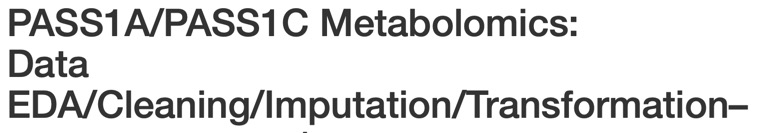 PASS1A/PASS1C Metabolomics:
Data
EDA/Cleaning/Imputation/Transformation–